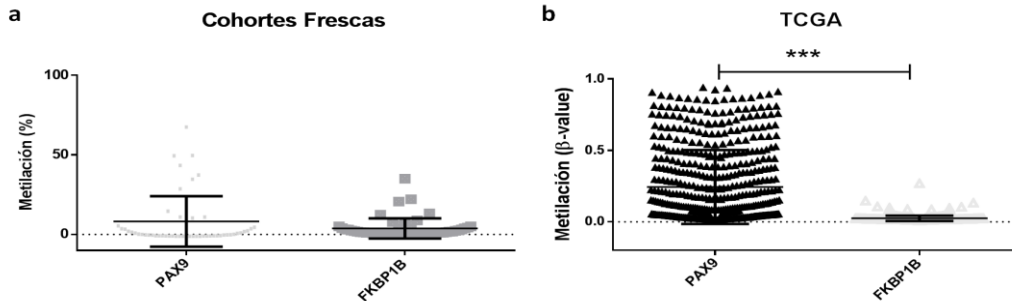 a
Cohortes Frescas
Metilación (%)
100
50
0
PAX9
FKBP1B
b
TCGA
***
Metilación (β-value)
1.0
0.5
0.0
PAX9
FKBP1B